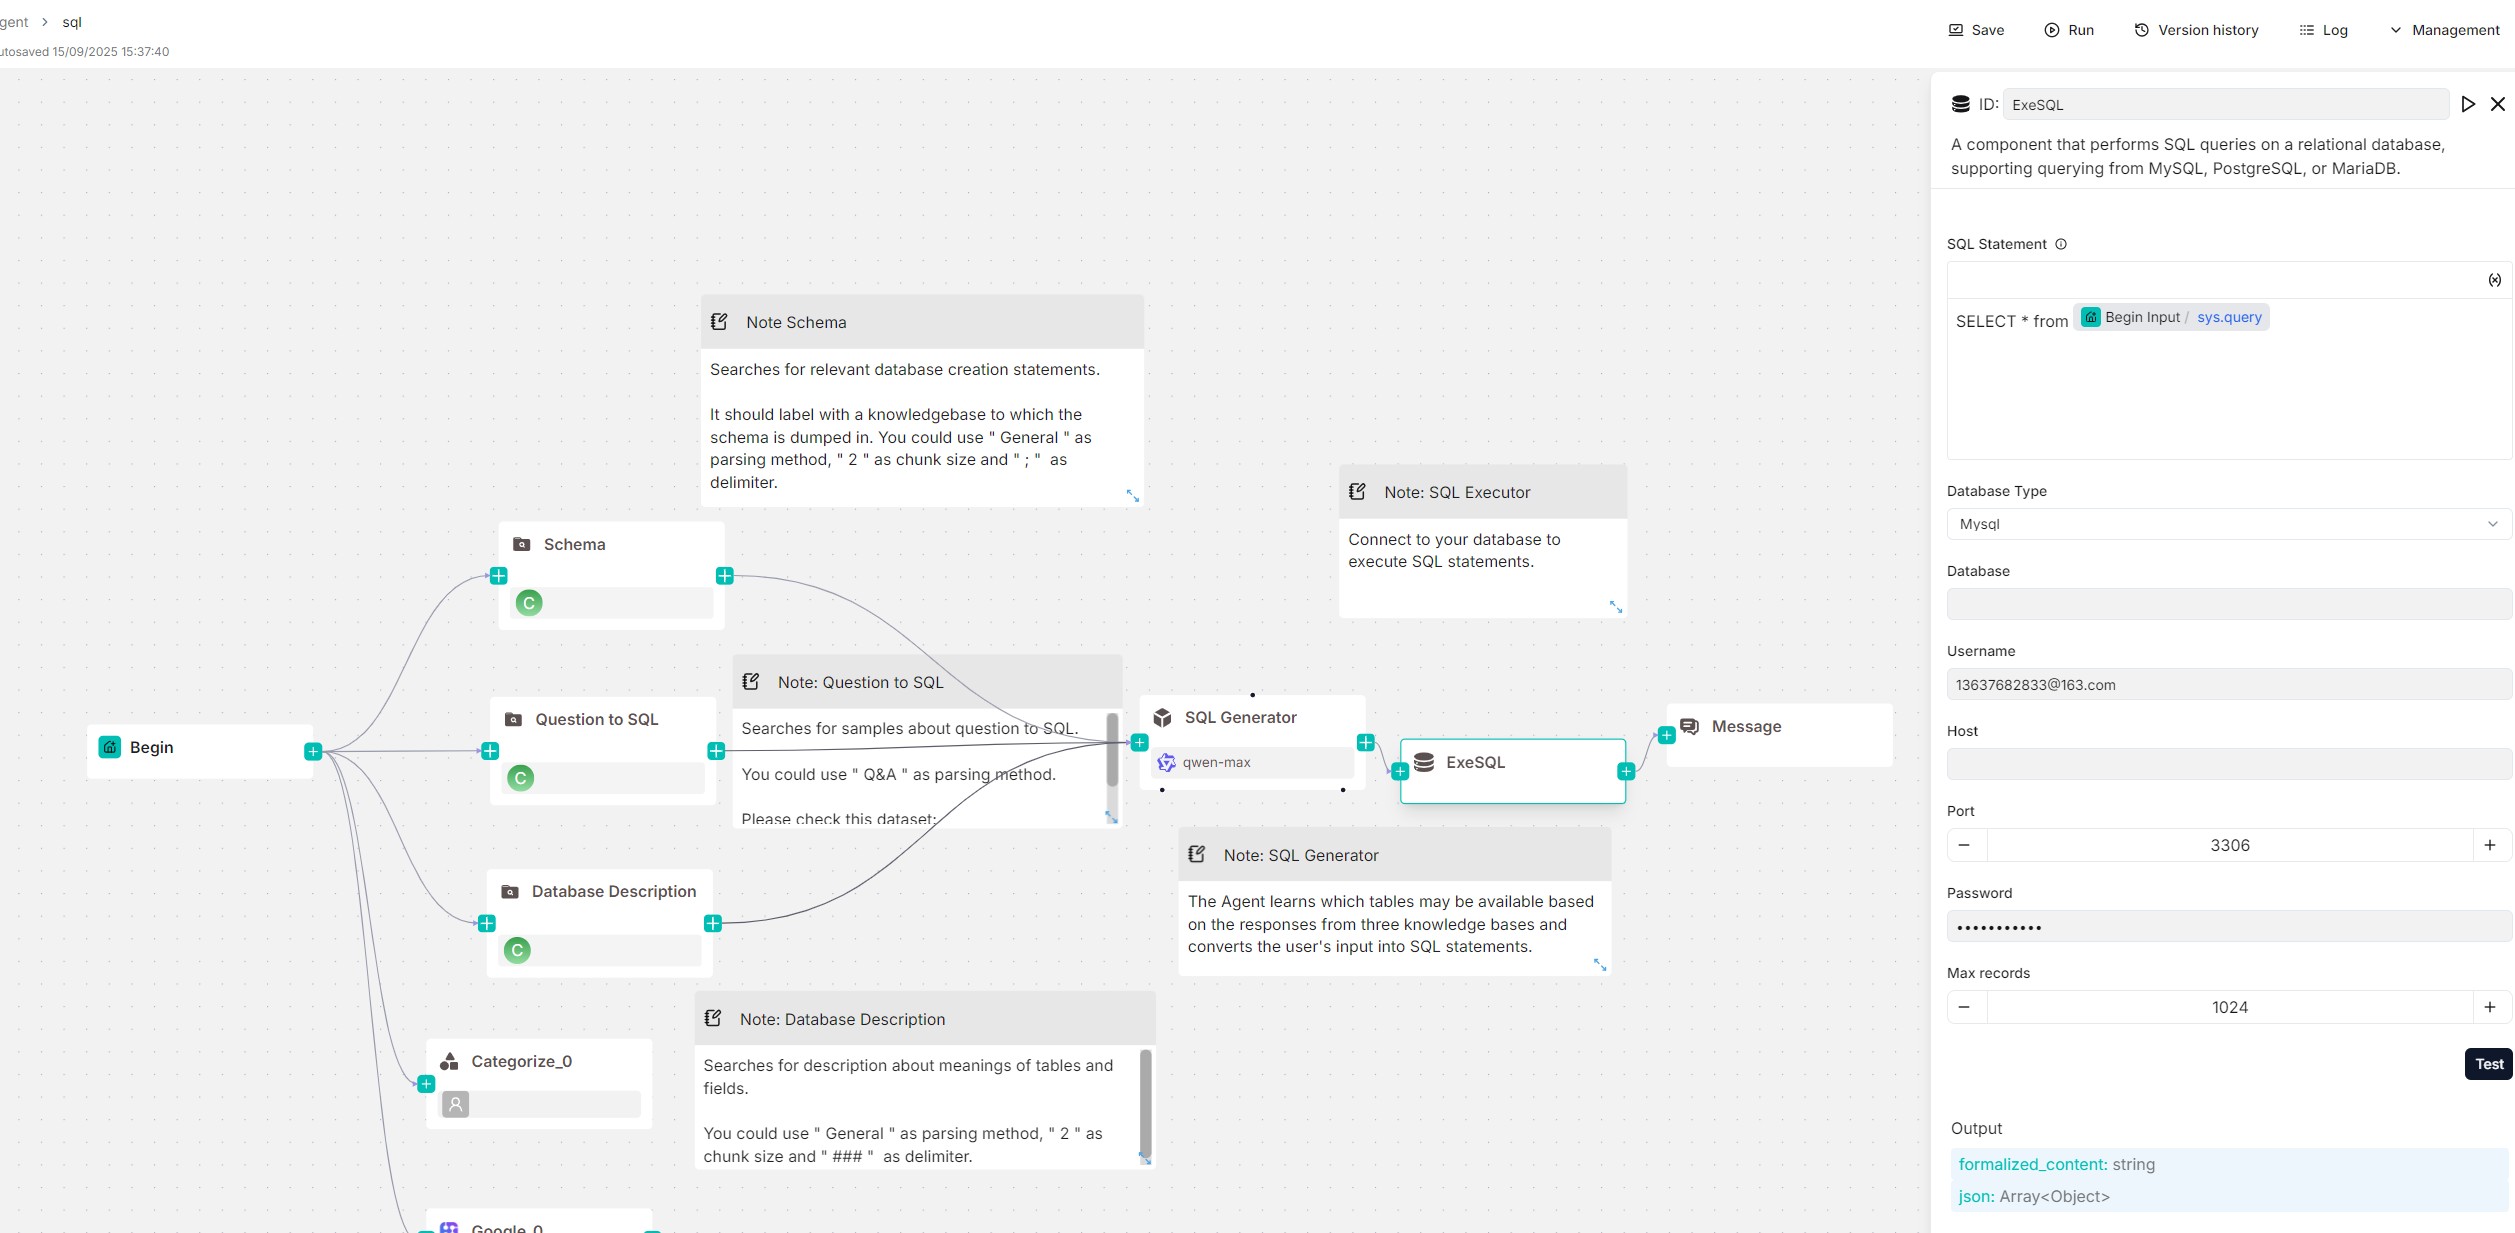 gent > sql
utosaved 15/09/2025 15:37:40
Save
Run
Version history
Log
Management
Note Schema
Searches for relevant database creation statements.
It should label with a knowledgebase to which the
schema is dumped in. You could use " General " as
parsing method, " 2 " as chunk size and " ; "  as
delimiter.
Note: SQL Executor
Connect to your database to
execute SQL statements.
Schema
C
Note: Question to SQL
Searches for samples about question to SQL.
You could use " Q&A " as parsing method.
Please check this dataset:
Question to SQL
C
Begin
SQL Generator
qwen-max
ExeSQL
Message
Note: SQL Generator
The Agent learns which tables may be available based
on the responses from three knowledge bases and
converts the user's input into SQL statements.
Database Description
C
Note: Database Description
Searches for description about meanings of tables and
fields.
You could use " General " as parsing method, " 2 " as
chunk size and " ### "  as delimiter.
Categorize_0
Google_0
ID: ExeSQL
A component that performs SQL queries on a relational database,
supporting querying from MySQL, PostgreSQL, or MariaDB.
SQL Statement
(x)
SELECT * from Begin Input / sys.query
Database Type
Mysql
Database
Username
13637682833@163.com
Host
Port
3306
Password
•••••••••••
Max records
1024
Test
Output
formalized_content: string
json: Array<Object>